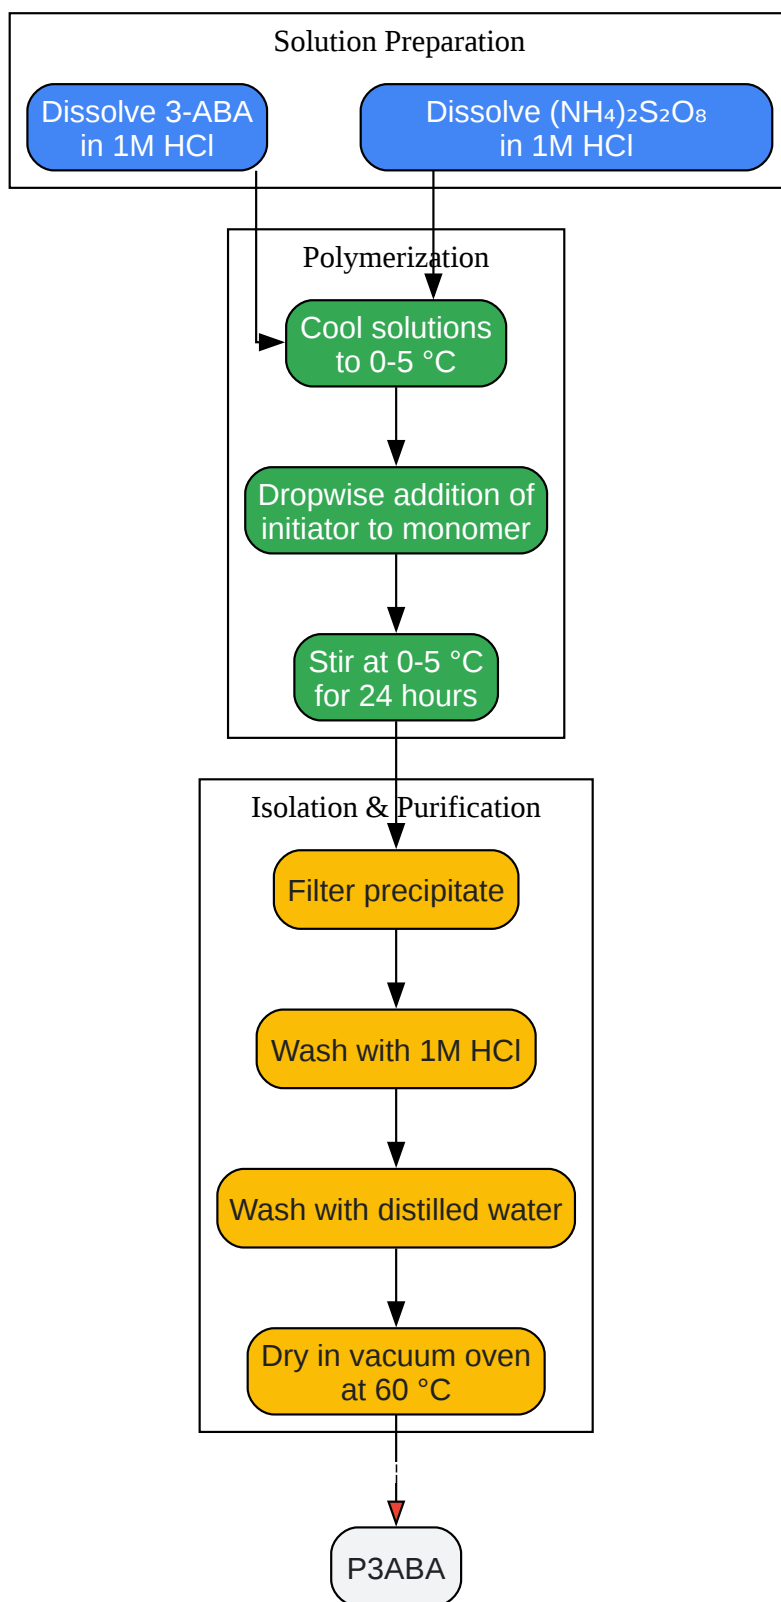 Solution Preparation
Dissolve 3-ABA
in 1M HCl
Dissolve (NH₄)₂S₂O₈
in 1M HCl
Polymerization
Cool solutions
to 0-5 °C
Dropwise addition of
initiator to monomer
Stir at 0-5 °C
for 24 hours
Isolation & Purification
Filter precipitate
Wash with 1M HCl
Wash with distilled water
Dry in vacuum oven
at 60 °C
P3ABA